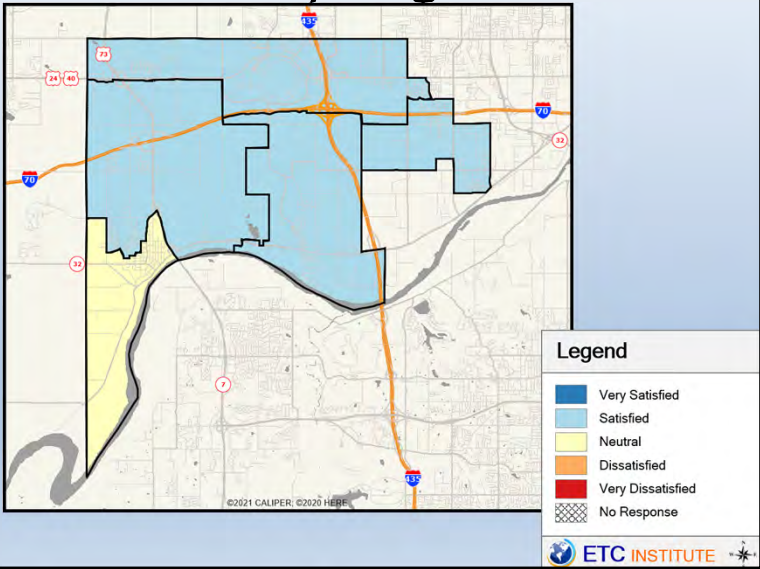 435
73
24 40
70
32
70
32
7
435
©2021 CALIPER; ©2020 HERE
Legend
Very Satisfied
Satisfied
Neutral
Dissatisfied
Very Dissatisfied
No Response
ETC INSTITUTE